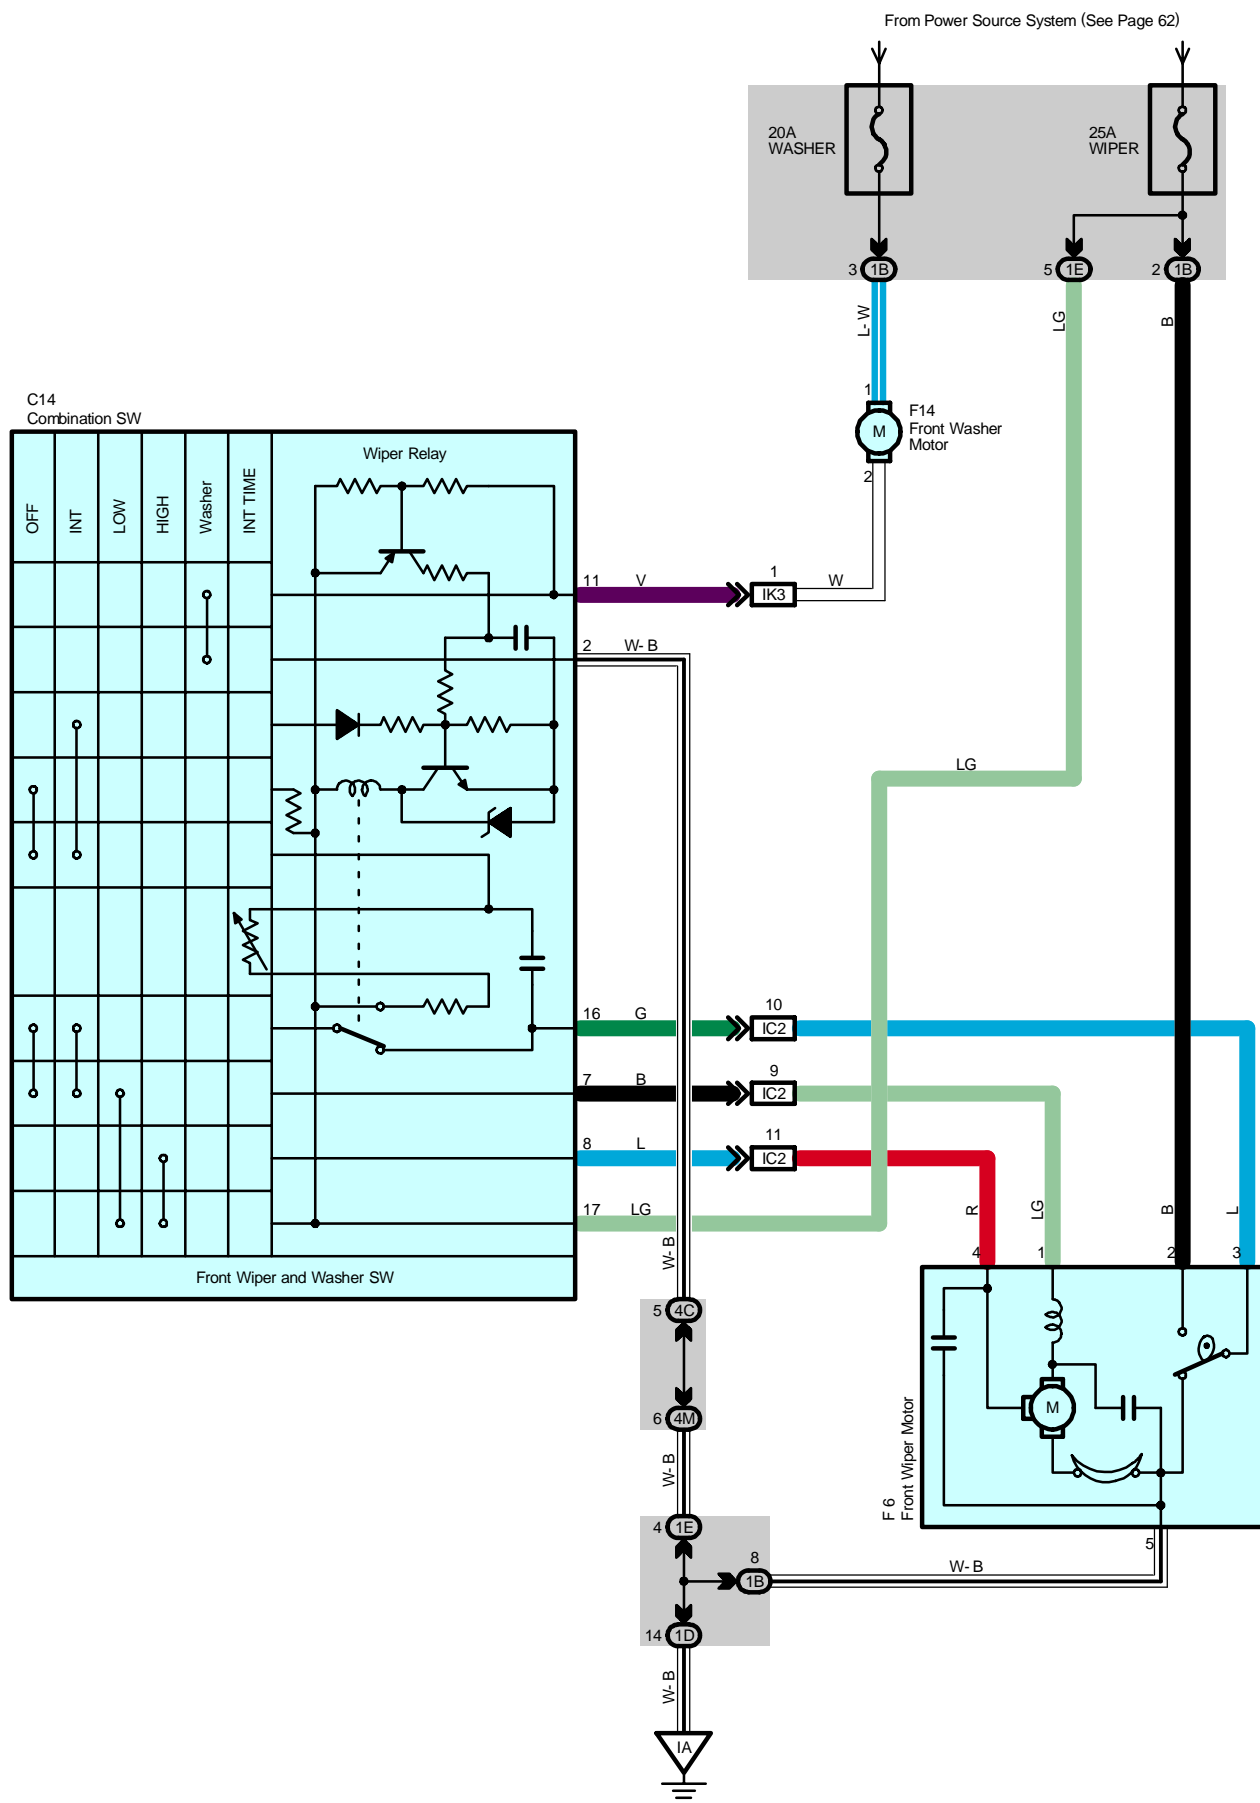 From Power Source System (See Page 62)
20A
WASHER
25A
WIPER
3 1B
5 1E
2 1B
L- W
LG
B
C14
Combination SW
1
F14
Front Washer
Motor
M
2
OFF
INT
LOW
HIGH
Washer
INT TIME
Wiper Relay
11 V
1
IK3
W
2 W- B
LG
16 G
10
IC2
7 B
9
IC2
8 L
11
IC2
17 LG
W- B
R
LG
B
L
4
1
2
3
Front Wiper and Washer SW
5 4C
6 4M
W- B
M
F 6
Front Wiper Motor
5
4 1E
8
1B
W- B
14 1D
W- B
IA